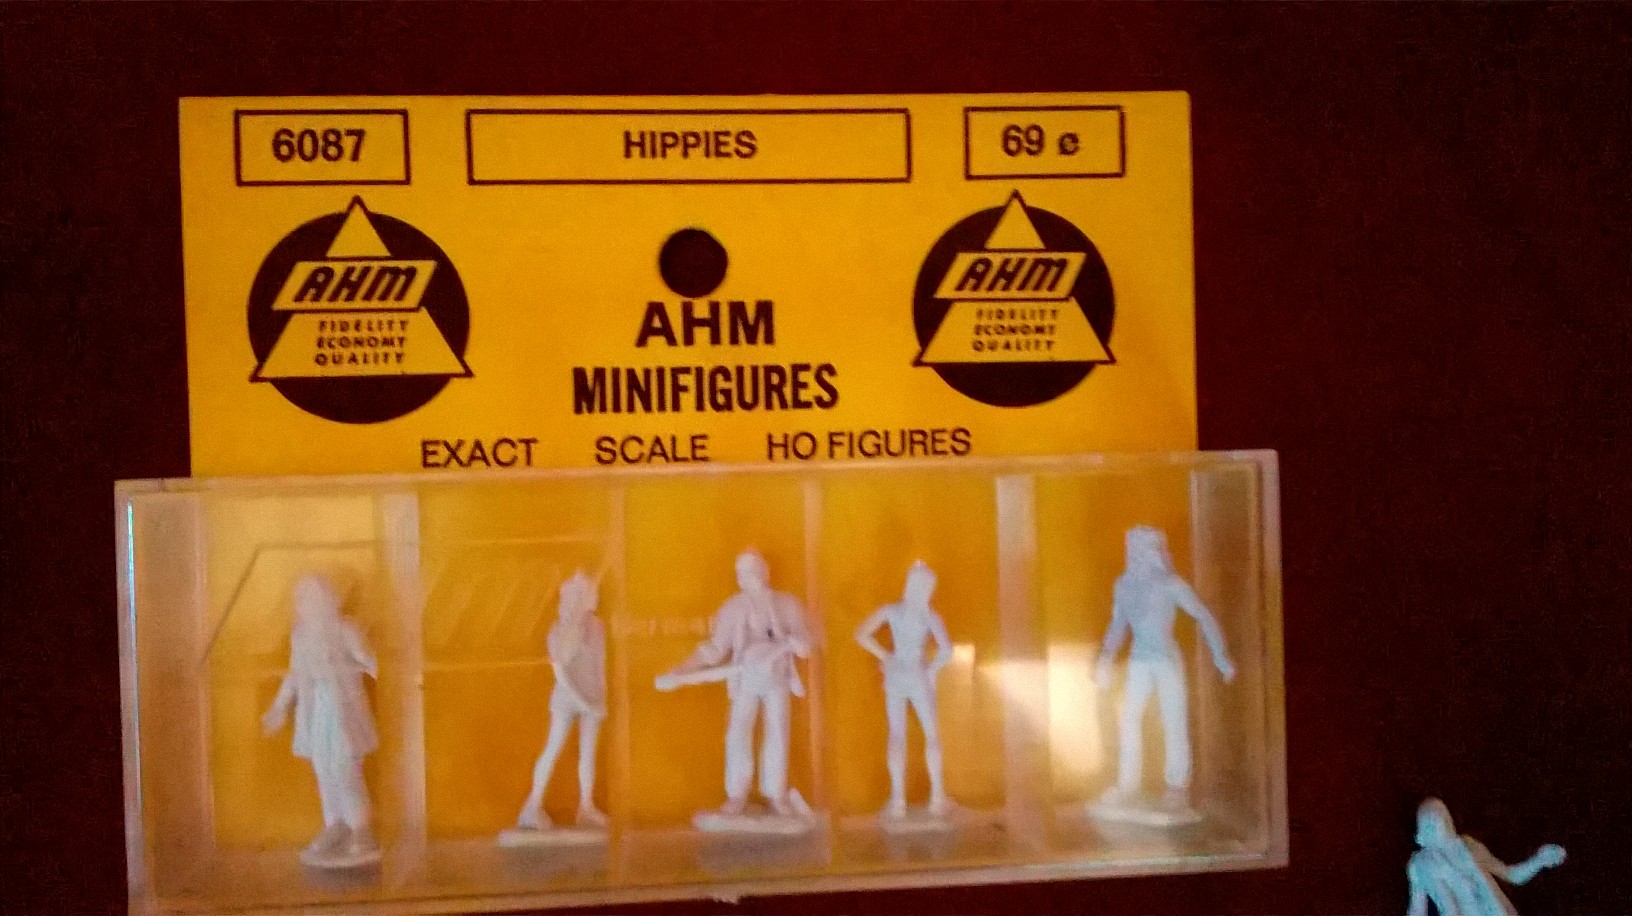 6087 HIPPIES 69 ¢
AHM
FIDELITY
ECONOMY
QUALITY
AHM
MINIFIGURES
AHM
FIDELITY
ECONOMY
QUALITY
EXACT SCALE HO FIGURES